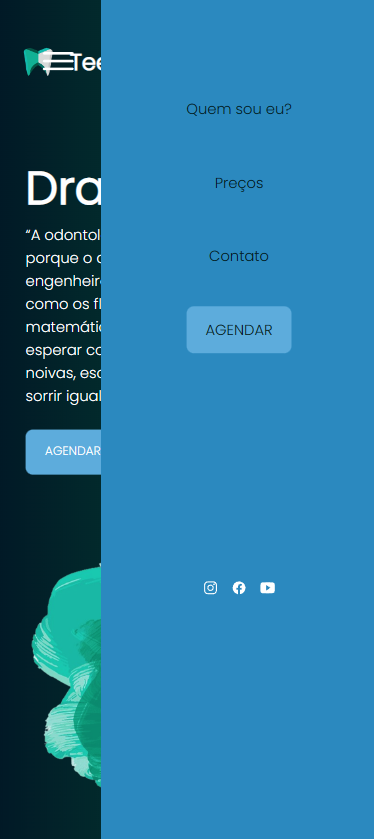 Tee
Quem sou eu?
Preços
Contato
AGENDAR
Dra
“A odontol
porque o
engenheir
como os fl
matemátic
esperar co
noivas, esc
sorrir igual
AGENDAR